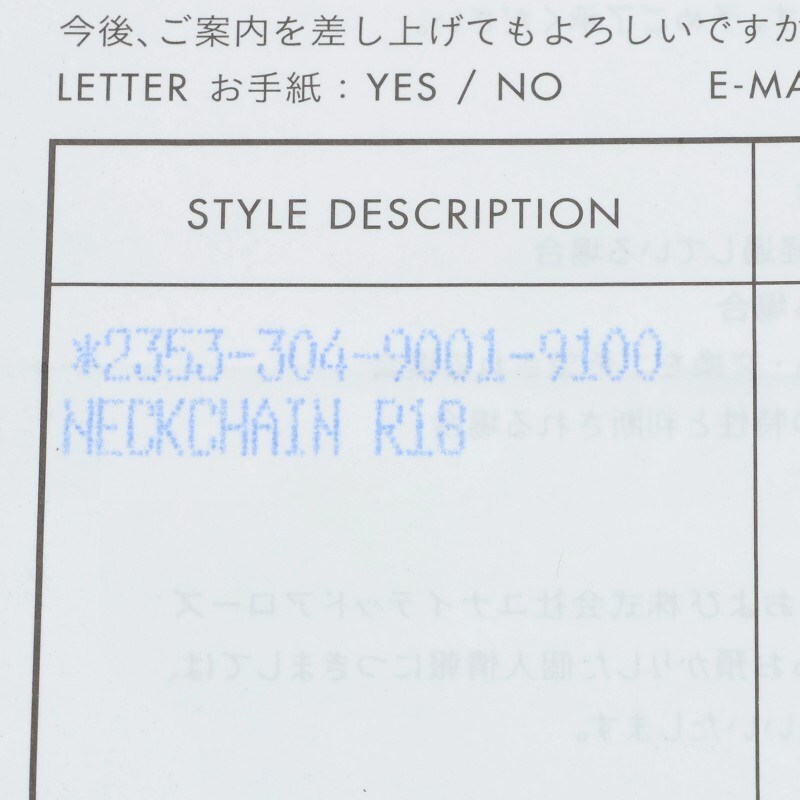 今後、ご案内を差し上げてもよろしいですか
LETTER お手紙：YES / NO E-MA
STYLE DESCRIPTION
*2353-304-9001-9100
NECKCHAIN R18